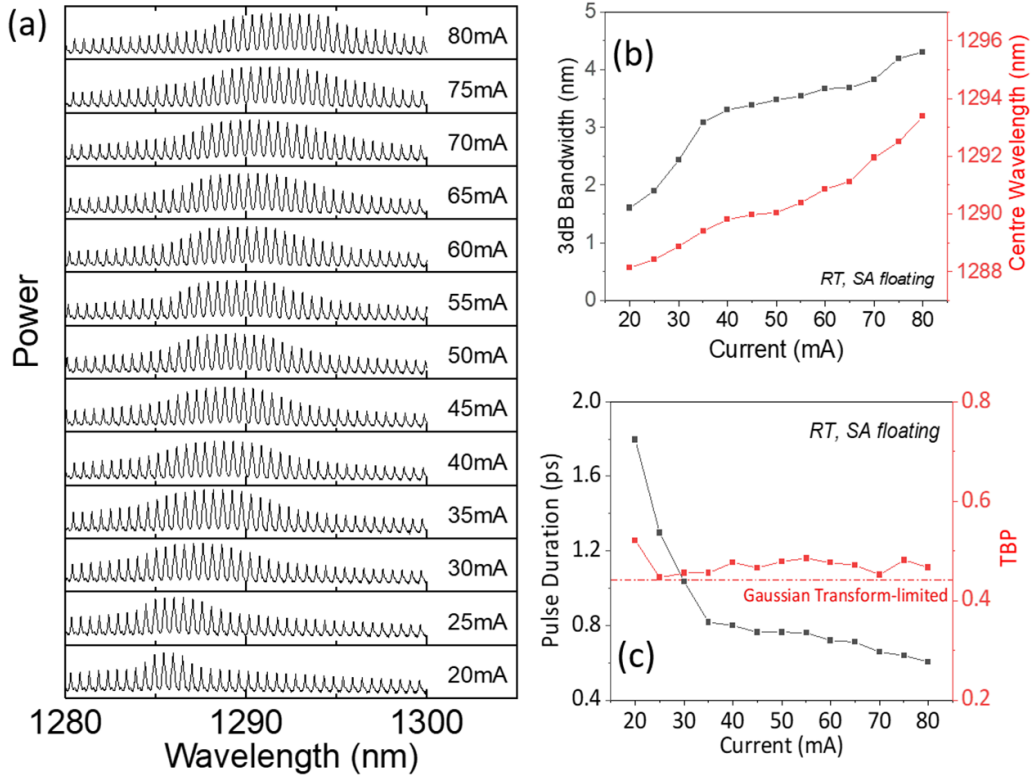 (a)
Power
80mA
75mA
70mA
65mA
60mA
55mA
50mA
45mA
40mA
35mA
30mA
25mA
20mA
1280 1290 1300
Wavelength (nm)
(b)
3dB Bandwidth (nm)
5
4
3
2
1
0
Centre Wavelength (nm)
1296
1294
1292
1290
1288
RT, SA floating
20 30 40 50 60 70 80
Current (mA)
(c)
Pulse Duration (ps)
2.0
1.6
1.2
0.8
0.4
TBP
0.8
0.6
0.4
0.2
RT, SA floating
Gaussian Transform-limited
20 30 40 50 60 70 80
Current (mA)